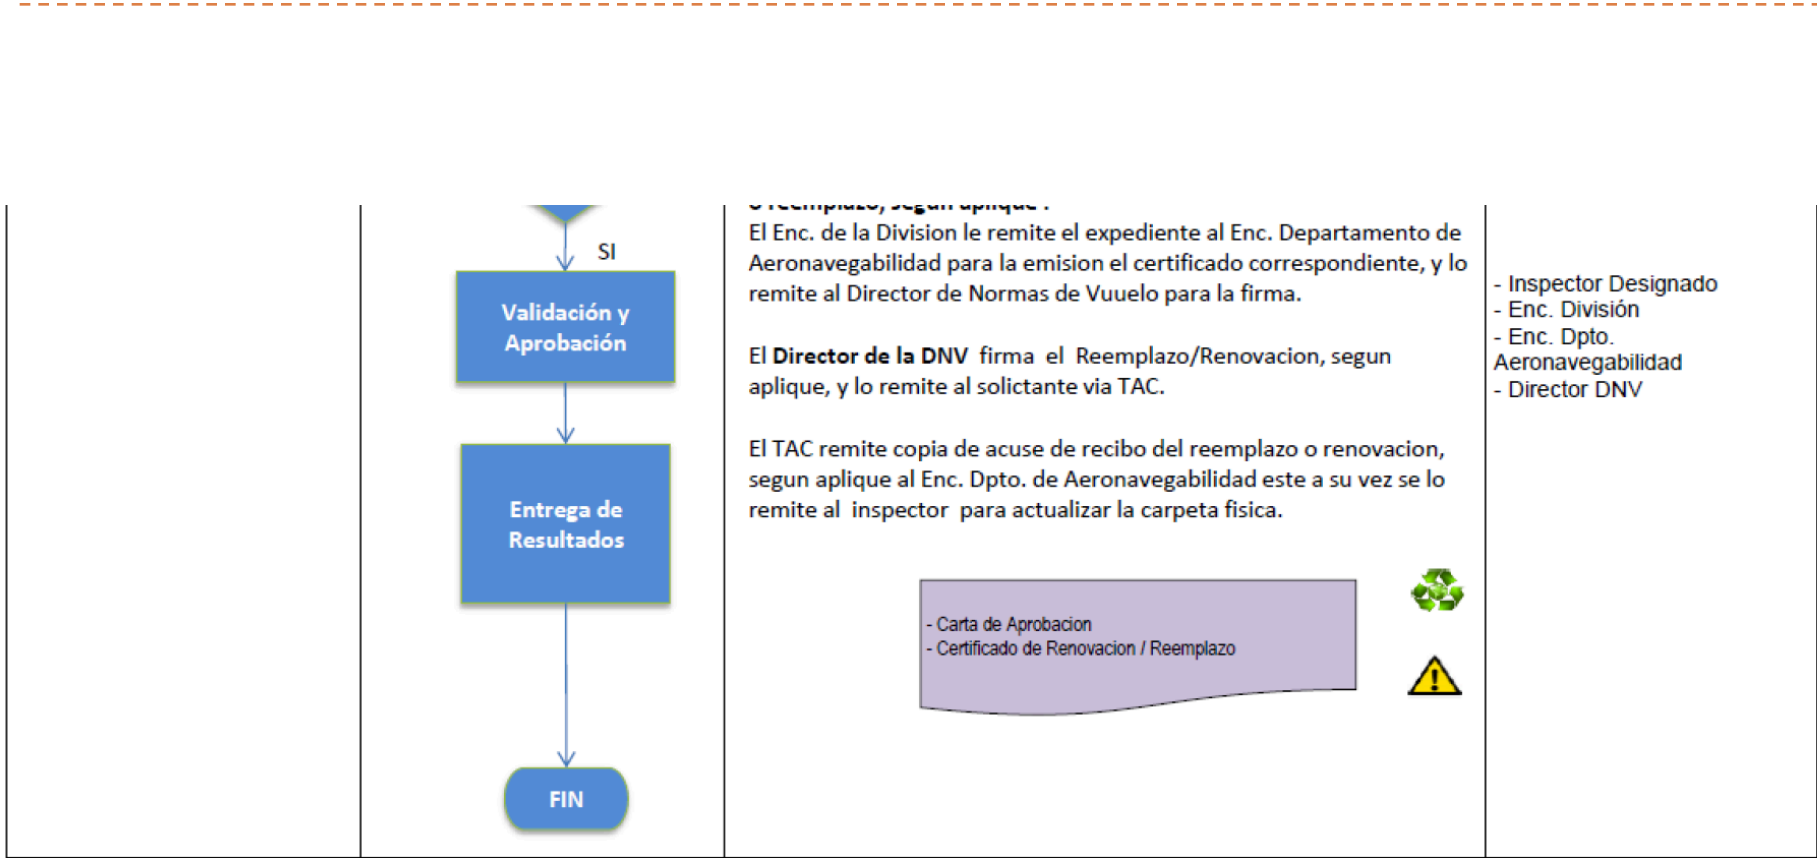 SI
Validación y
Aprobación
Entrega de
Resultados
FIN
o reemplazo, segun aplique .
El Enc. de la Division le remite el expediente al Enc. Departamento de
Aeronavegabilidad para la emision el certificado correspondiente, y lo
remite al Director de Normas de Vuuelo para la firma.
El Director de la DNV firma el Reemplazo/Renovacion, segun
aplique, y lo remite al solictante via TAC.
El TAC remite copia de acuse de recibo del reemplazo o renovacion,
segun aplique al Enc. Dpto. de Aeronavegabilidad este a su vez se lo
remite al inspector para actualizar la carpeta fisica.
- Carta de Aprobacion
- Certificado de Renovacion / Reemplazo
- Inspector Designado
- Enc. División
- Enc. Dpto.
Aeronavegabilidad
- Director DNV